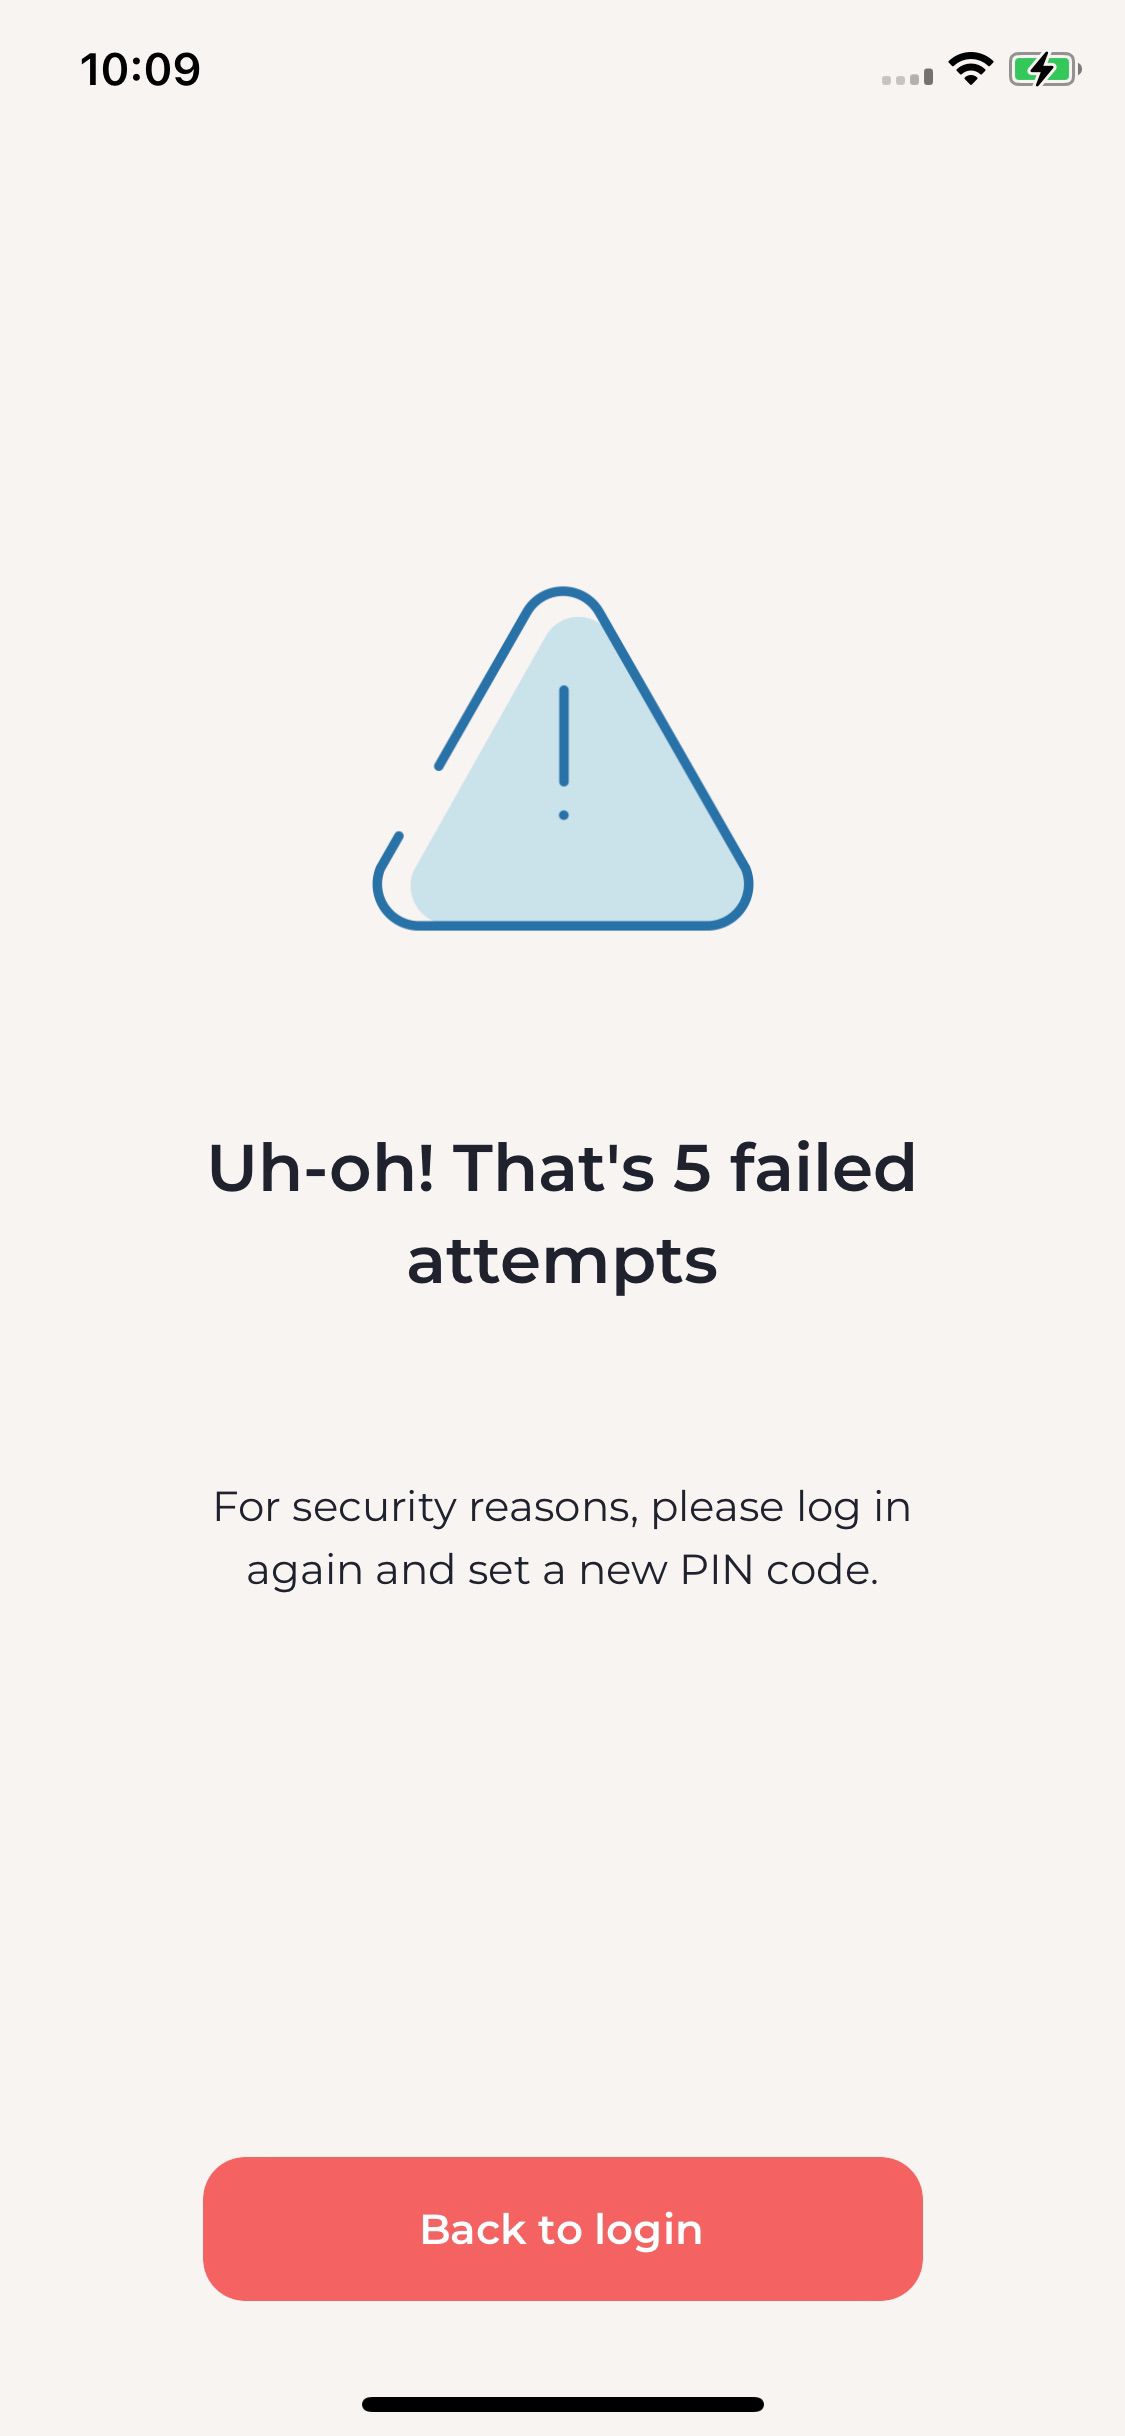 10:09
Uh-oh! That's 5 failed
attempts
For security reasons, please log in
again and set a new PIN code.
Back to login